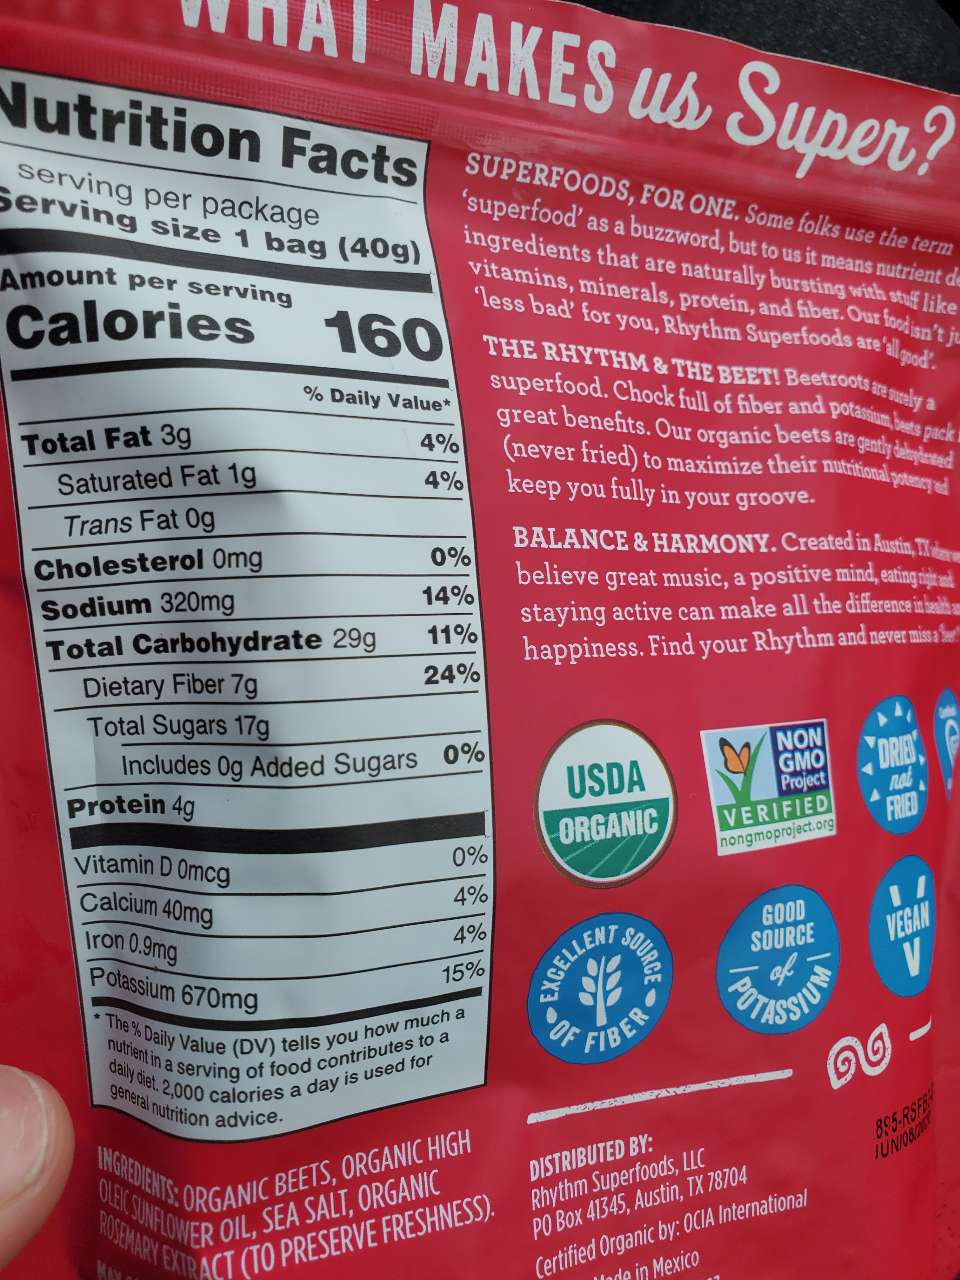 WHAT MAKES us Super?
Nutrition Facts
serving per package
Serving size 1 bag (40g)
Amount per serving
Calories 160
% Daily Value*
Total Fat 3g 4%
Saturated Fat 1g 4%
Trans Fat 0g
Cholesterol 0mg 0%
Sodium 320mg 14%
Total Carbohydrate 29g 11%
Dietary Fiber 7g 24%
Total Sugars 17g
Includes 0g Added Sugars 0%
Protein 4g
Vitamin D 0mcg 0%
Calcium 40mg 4%
Iron 0.9mg 4%
Potassium 670mg 15%
* The % Daily Value (DV) tells you how much a
nutrient in a serving of food contributes to a
daily diet. 2,000 calories a day is used for
general nutrition advice.
INGREDIENTS: ORGANIC BEETS, ORGANIC HIGH
OLEIC SUNFLOWER OIL, SEA SALT, ORGANIC
ROSEMARY EXTRACT (TO PRESERVE FRESHNESS).
SUPERFOODS, FOR ONE. Some folks use the term
'superfood' as a buzzword, but to us it means nutrient
ingredients that are naturally bursting with stuff like
vitamins, minerals, protein, and fiber. Our food isn't
'less bad' for you, Rhythm Superfoods are 'all good'.
THE RHYTHM & THE BEET! Beetroots are surely a
superfood. Chock full of fiber and potassium, beets pack
great benefits. Our organic beets are gently dehydrated
(never fried) to maximize their nutritional potency and
keep you fully in your groove.
BALANCE & HARMONY. Created in Austin, TX
believe great music, a positive mind, eating right and
staying active can make all the difference in health
happiness. Find your Rhythm and never miss a 'beet'
USDA
ORGANIC
NON
GMO
Project
VERIFIED
nongmoproject.org
DRIED
not
FRIED
EXCELLENT SOURCE
OF FIBER
GOOD
SOURCE
of
POTASSIUM
VEGAN
V
DISTRIBUTED BY:
Rhythm Superfoods, LLC
PO Box 41345, Austin, TX 78704
Certified Organic by: OCIA International
Made in Mexico